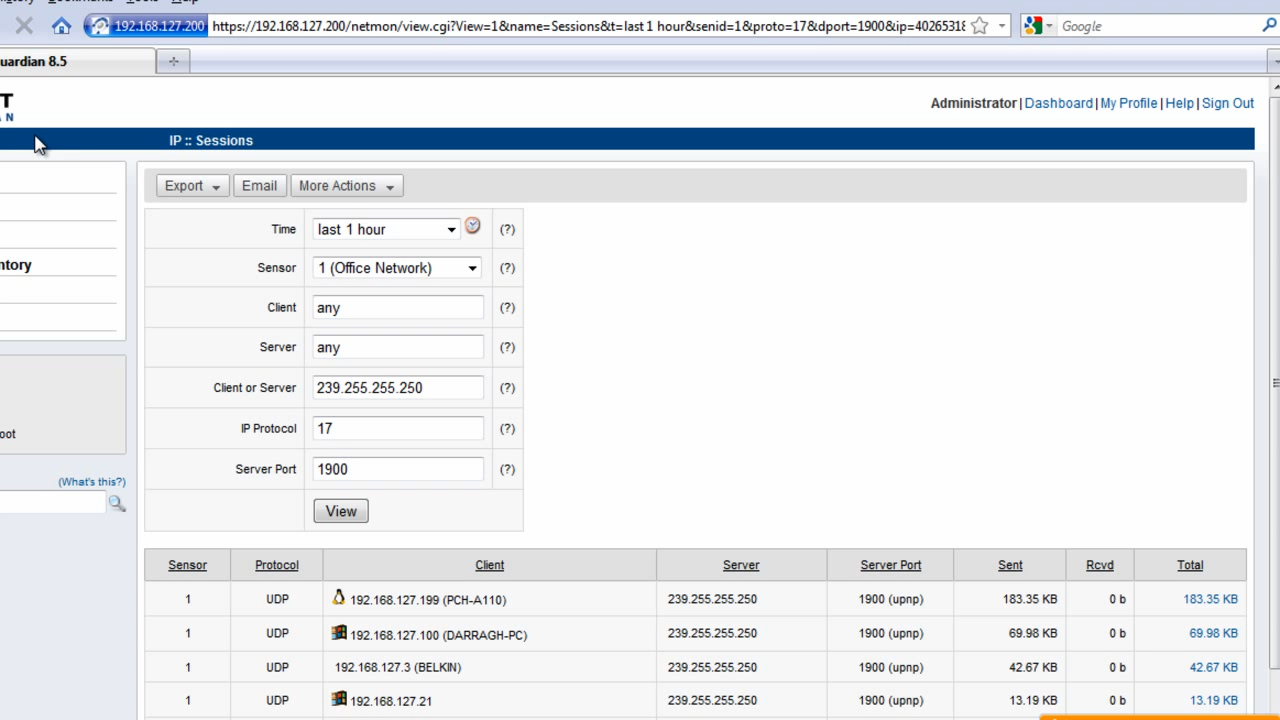 192.168.127.200 https://192.168.127.200/netmon/view.cgi?View=1&name=Sessions&t=last 1 hour&senid=1&proto=17&dport=1900&ip=40265318 Google
uardian 8.5
T
AN
Administrator | Dashboard | My Profile | Help | Sign Out
IP :: Sessions
Export Email More Actions
Time last 1 hour (?)
Sensor 1 (Office Network) (?)
ntory
Client any (?)
Server any (?)
Client or Server 239.255.255.250 (?)
oot
IP Protocol 17 (?)
Server Port 1900 (?)
(What's this?)
View
Sensor Protocol Client Server Server Port Sent Rcvd Total
1 UDP 192.168.127.199 (PCH-A110) 239.255.255.250 1900 (upnp) 183.35 KB 0 b 183.35 KB
1 UDP 192.168.127.100 (DARRAGH-PC) 239.255.255.250 1900 (upnp) 69.98 KB 0 b 69.98 KB
1 UDP 192.168.127.3 (BELKIN) 239.255.255.250 1900 (upnp) 42.67 KB 0 b 42.67 KB
1 UDP 192.168.127.21 239.255.255.250 1900 (upnp) 13.19 KB 0 b 13.19 KB